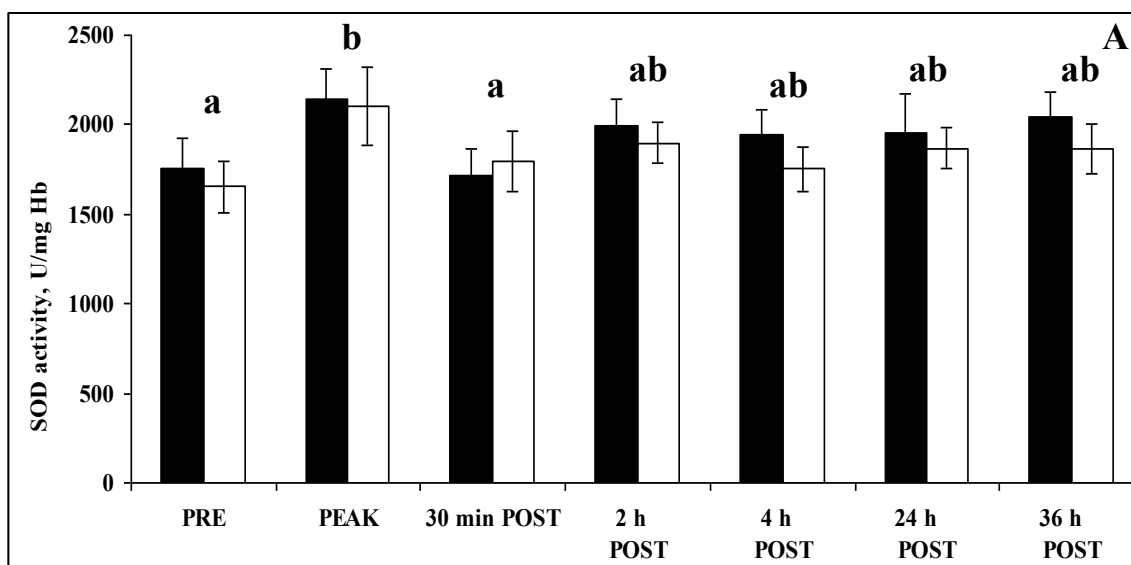 A
2500
2000
1500
1000
500
0
SOD activity, U/mg Hb
a
b
a
ab
ab
ab
ab
PRE
PEAK
30 min POST
2 h
POST
4 h
POST
24 h
POST
36 h
POST